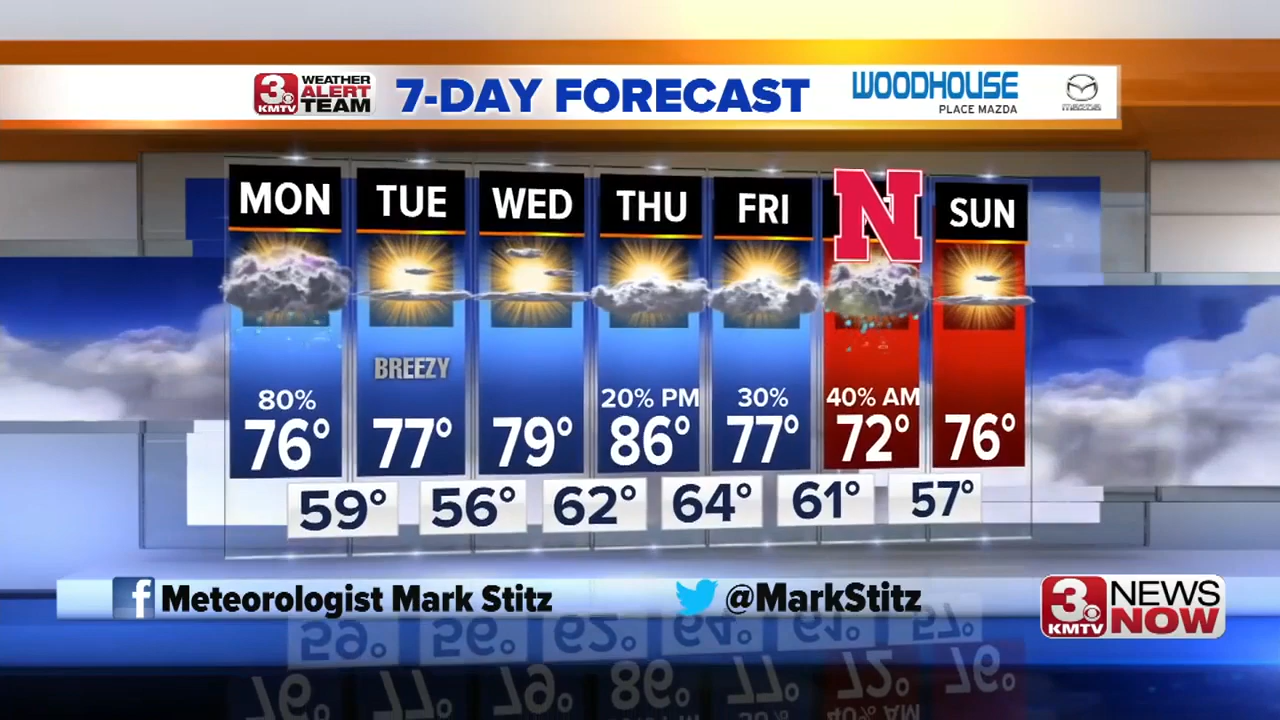 3 KMTV WEATHER ALERT TEAM 7-DAY FORECAST WOODHOUSE PLACE MAZDA mazda
MON TUE WED THU FRI N SUN
BREEZY
80% 20% PM 30% 40% AM
76° 77° 79° 86° 77° 72° 76°
59° 56° 62° 64° 61° 57°
f Meteorologist Mark Stitz @MarkStitz
3 KMTV NEWS NOW